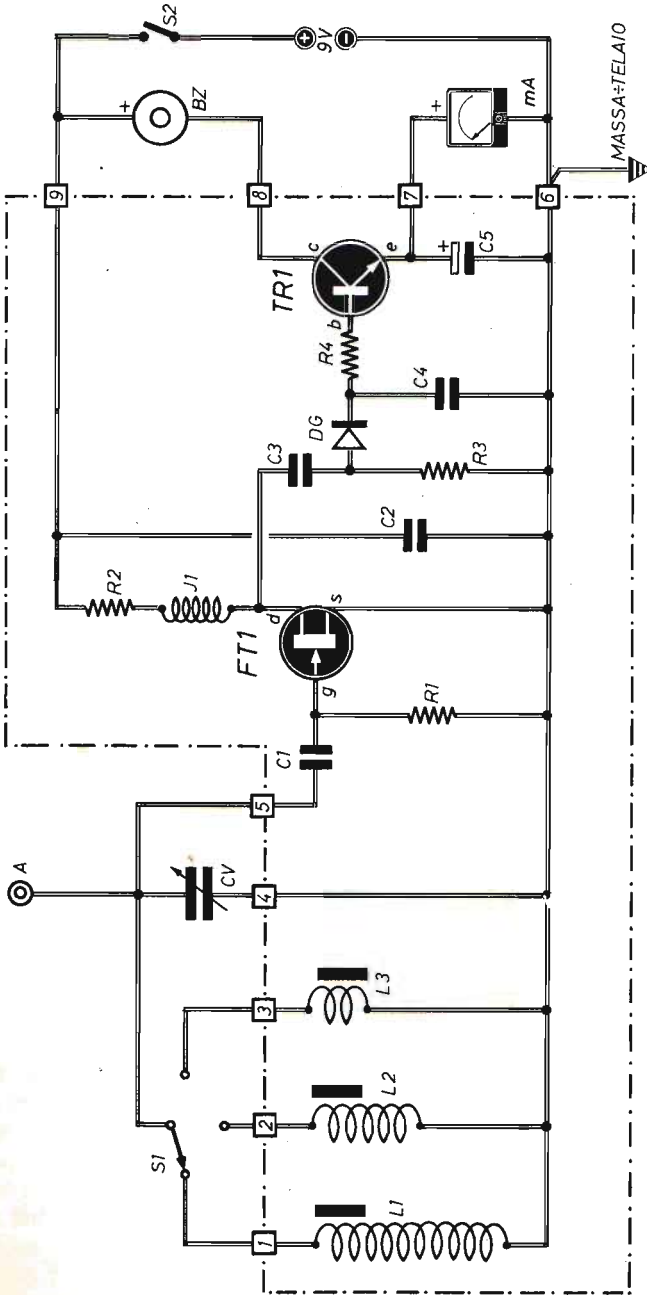 A
S1
CV
1
2
3
4
5
L1
L2
L3
C1
R1
g
d
s
FT1
R2
J1
C2
C3
DG
R3
C4
R4
TR1
b
c
e
C5
9
8
7
6
+
BZ
S2
+
9V
−
+
mA
+
MASSA÷TELAIO